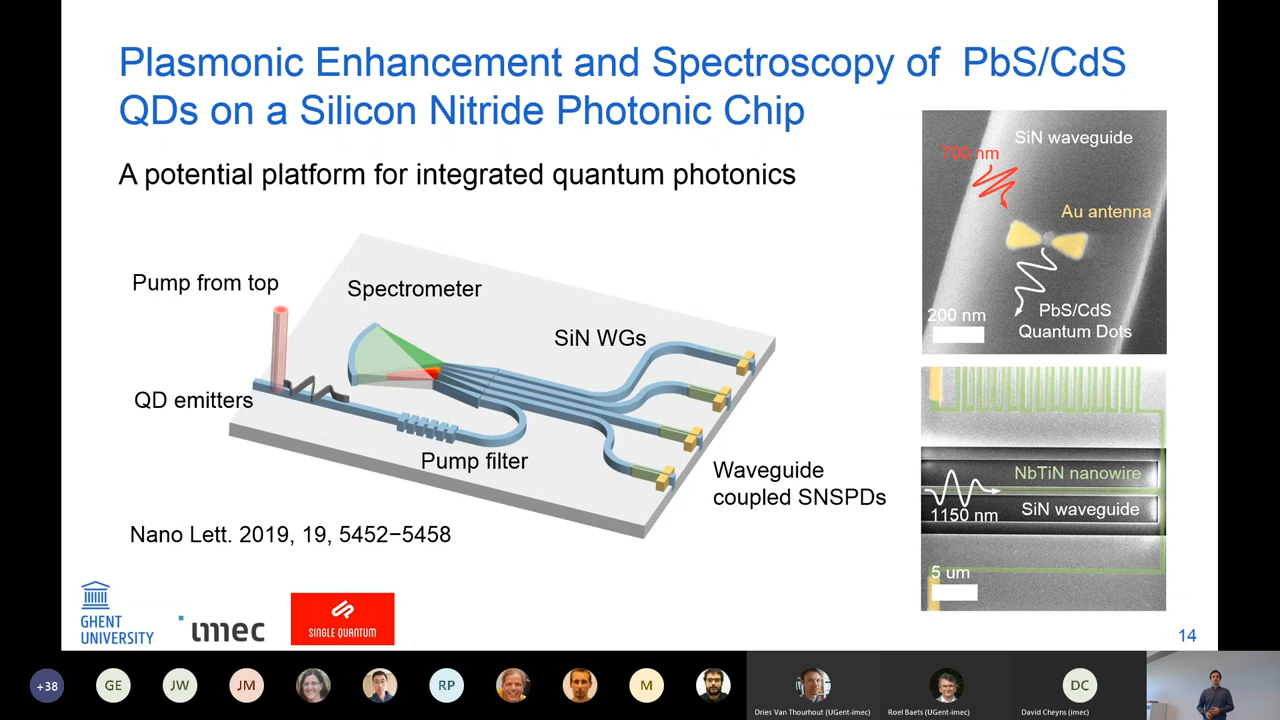 Plasmonic Enhancement and Spectroscopy of PbS/CdS
QDs on a Silicon Nitride Photonic Chip
A potential platform for integrated quantum photonics
Pump from top
Spectrometer
SiN WGs
QD emitters
Pump filter
Waveguide
coupled SNSPDs
Nano Lett. 2019, 19, 5452−5458
SiN waveguide
700 nm
Au antenna
200 nm
PbS/CdS
Quantum Dots
NbTiN nanowire
1150 nm
SiN waveguide
5 um
GHENT
UNIVERSITY
imec
SINGLE QUANTUM
14
+38
GE
JW
JM
RP
M
Dries Van Thourhout (UGent-imec)
Roel Baets (UGent-imec)
DC
David Cheyns (imec)